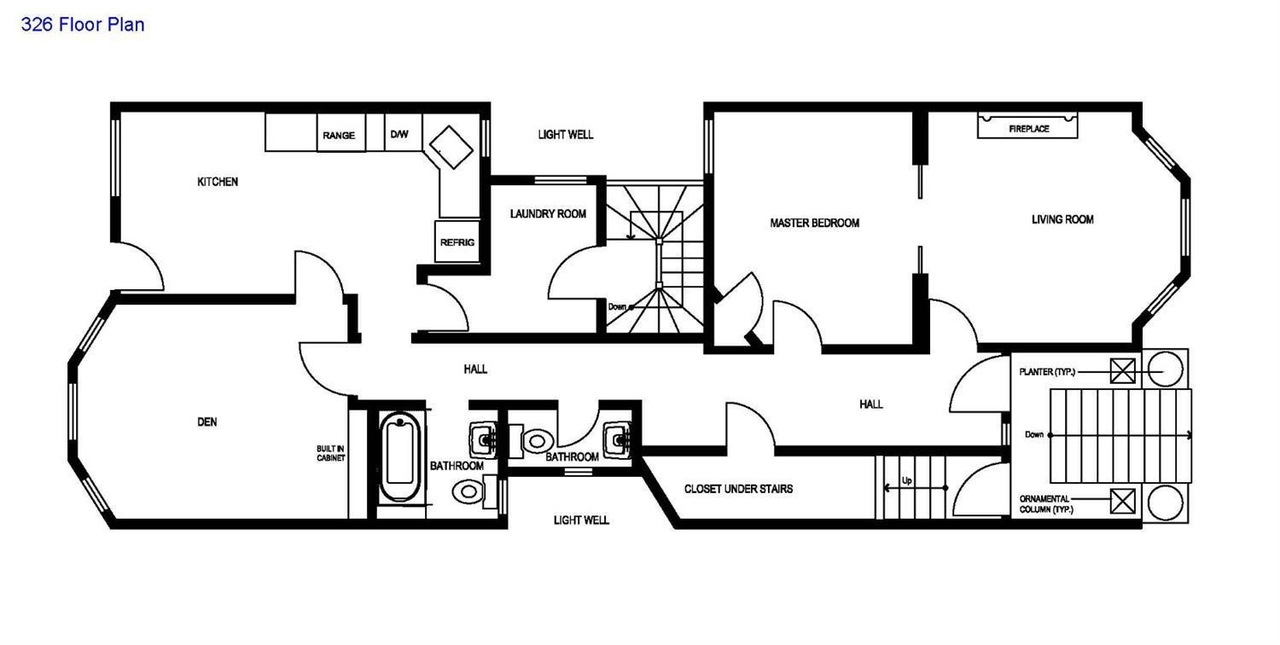 326 Floor Plan
RANGE
D/W
LIGHT WELL
FIREPLACE
KITCHEN
LAUNDRY ROOM
MASTER BEDROOM
LIVING ROOM
REFRIG
Down
HALL
PLANTER (TYP.)
HALL
DEN
BUILT IN
CABINET
BATHROOM
BATHROOM
Down
CLOSET UNDER STAIRS
Up
ORNAMENTAL
COLUMN (TYP.)
LIGHT WELL